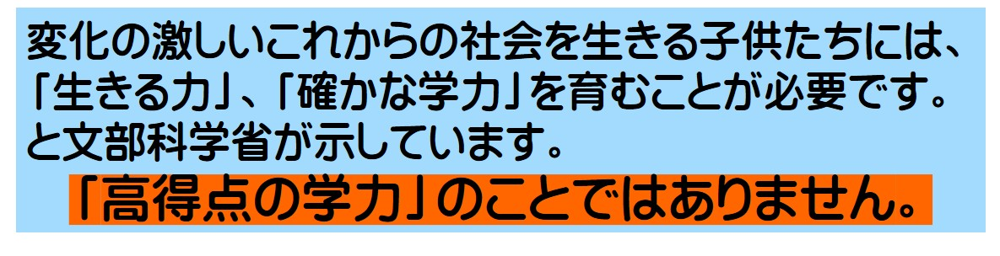 変化の激しいこれからの社会を生きる子供たちには、
「生きる力」、「確かな学力」を育むことが必要です。
と文部科学省が示しています。
「高得点の学力」のことではありません。